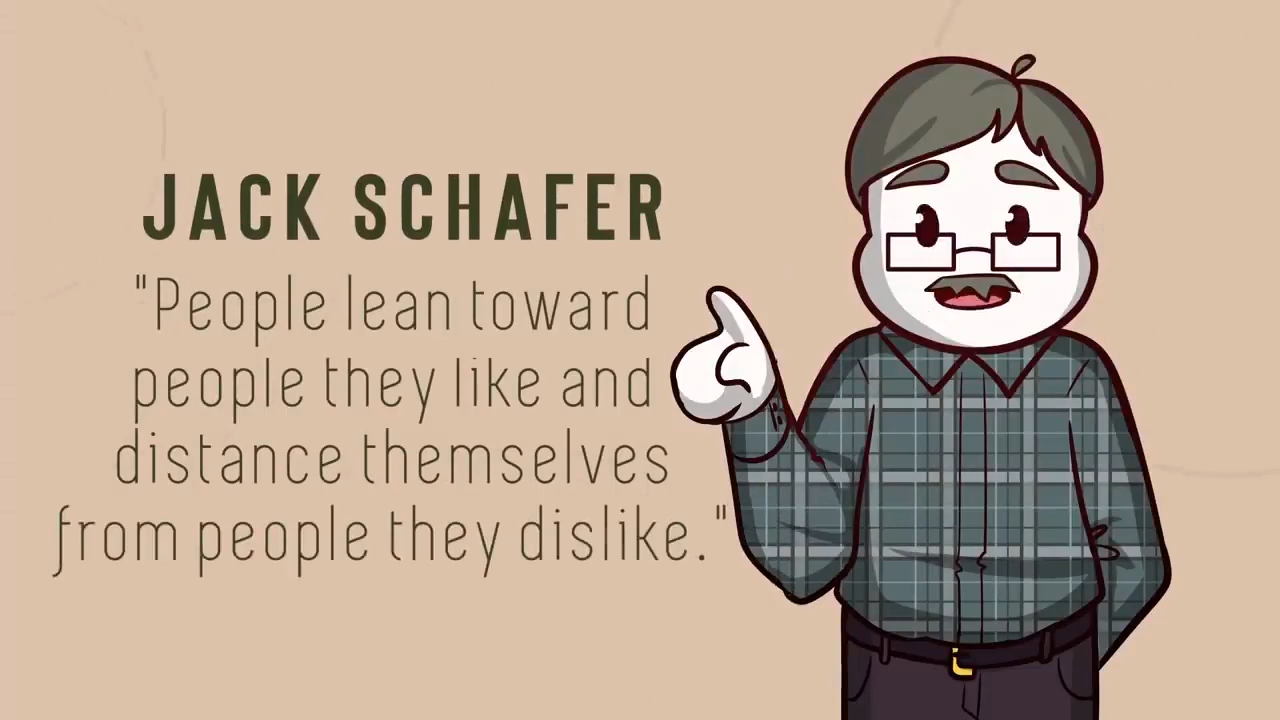 JACK SCHAFER
"People lean toward
people they like and
distance themselves
from people they dislike."